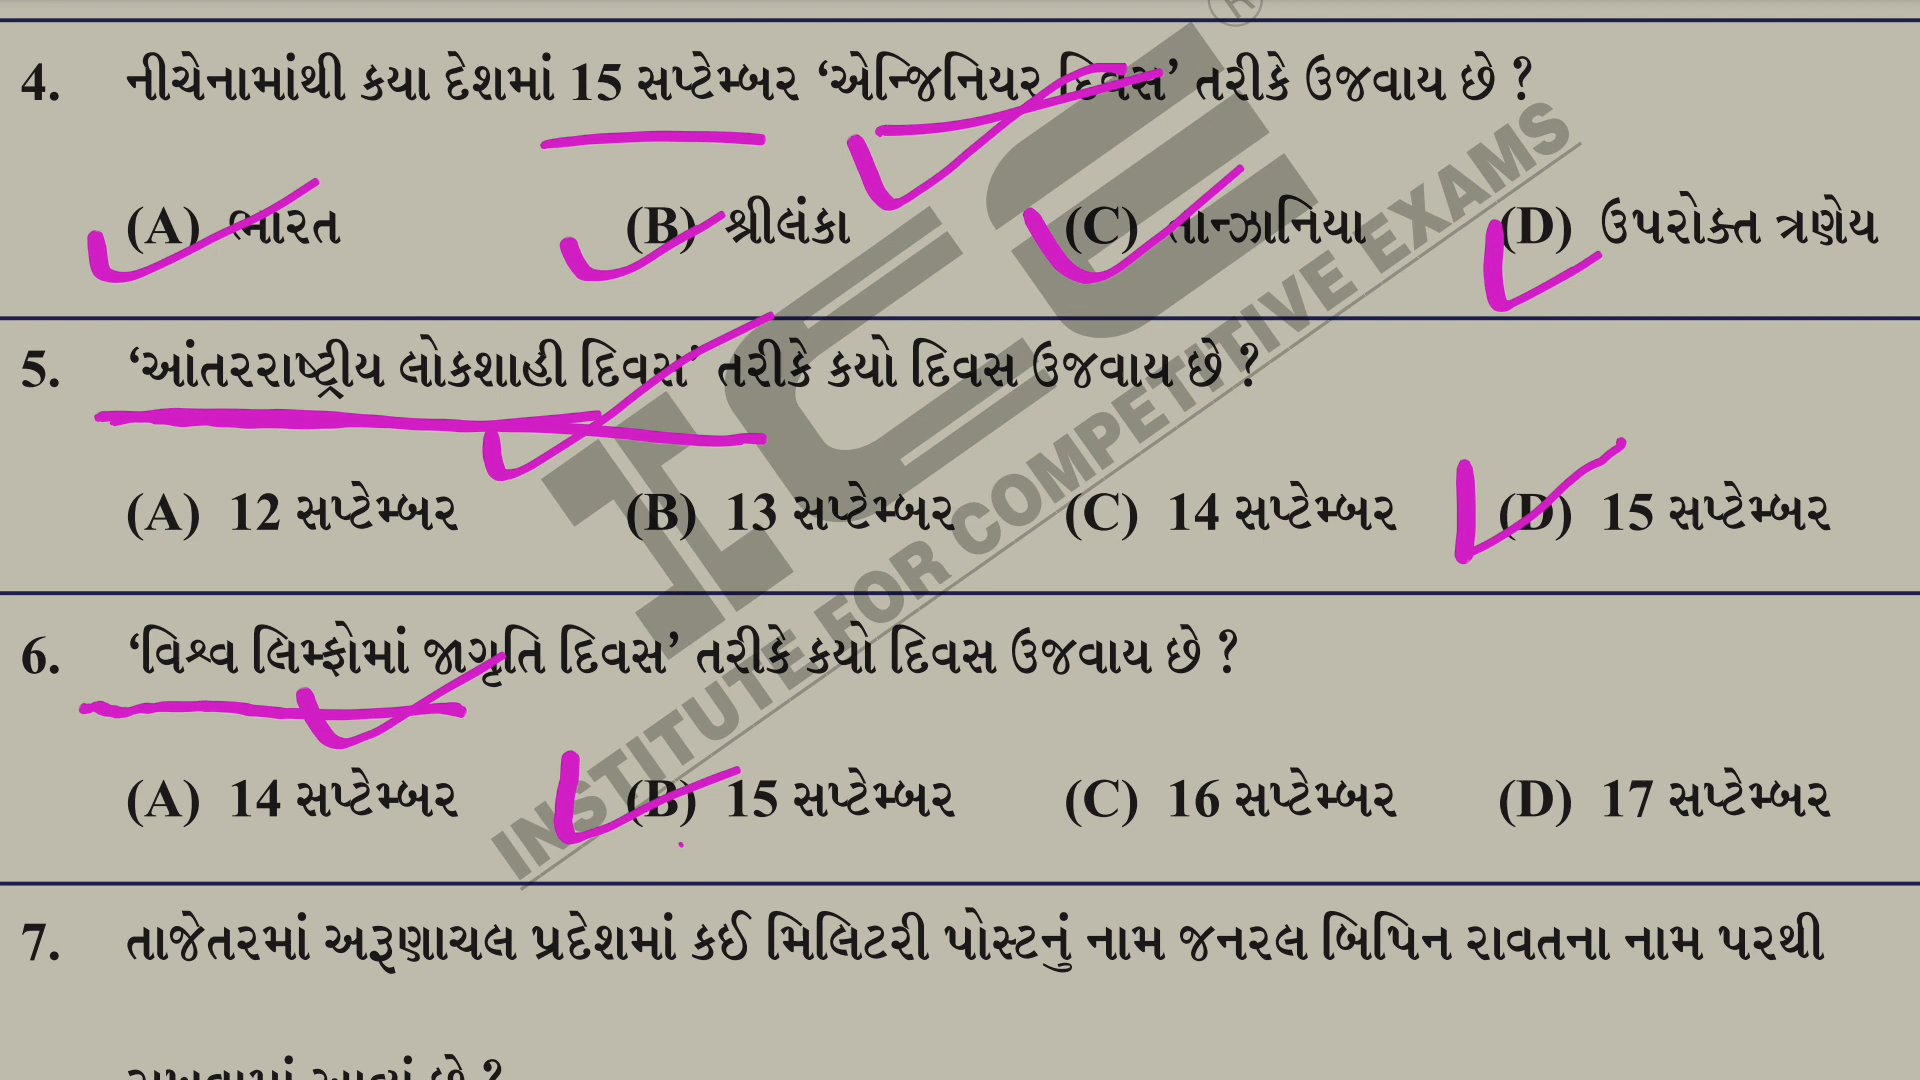 4. નીચેનામાંથી કયા દેશમાં 15 સપ્ટેમ્બર ‘એન્જિનિયર દિવસ’ તરીકે ઉજવાય છે ?
(A) ભારત (B) શ્રીલંકા (C) તાન્ઝાનિયા (D) ઉપરોક્ત ત્રણેય
5. ‘આંતરરાષ્ટ્રીય લોકશાહી દિવસ’ તરીકે કયો દિવસ ઉજવાય છે ?
(A) 12 સપ્ટેમ્બર (B) 13 સપ્ટેમ્બર (C) 14 સપ્ટેમ્બર (D) 15 સપ્ટેમ્બર
6. ‘વિશ્વ લિમ્ફોમાં જાગૃતિ દિવસ’ તરીકે કયો દિવસ ઉજવાય છે ?
(A) 14 સપ્ટેમ્બર (B) 15 સપ્ટેમ્બર (C) 16 સપ્ટેમ્બર (D) 17 સપ્ટેમ્બર
7. તાજેતરમાં અરૂણાચલ પ્રદેશમાં કઈ મિલિટરી પોસ્ટનું નામ જનરલ બિપિન રાવતના નામ પરથી
રાખવામાં આવ્યું છે ?
ICE ®
INSTITUTE FOR COMPETITIVE EXAMS